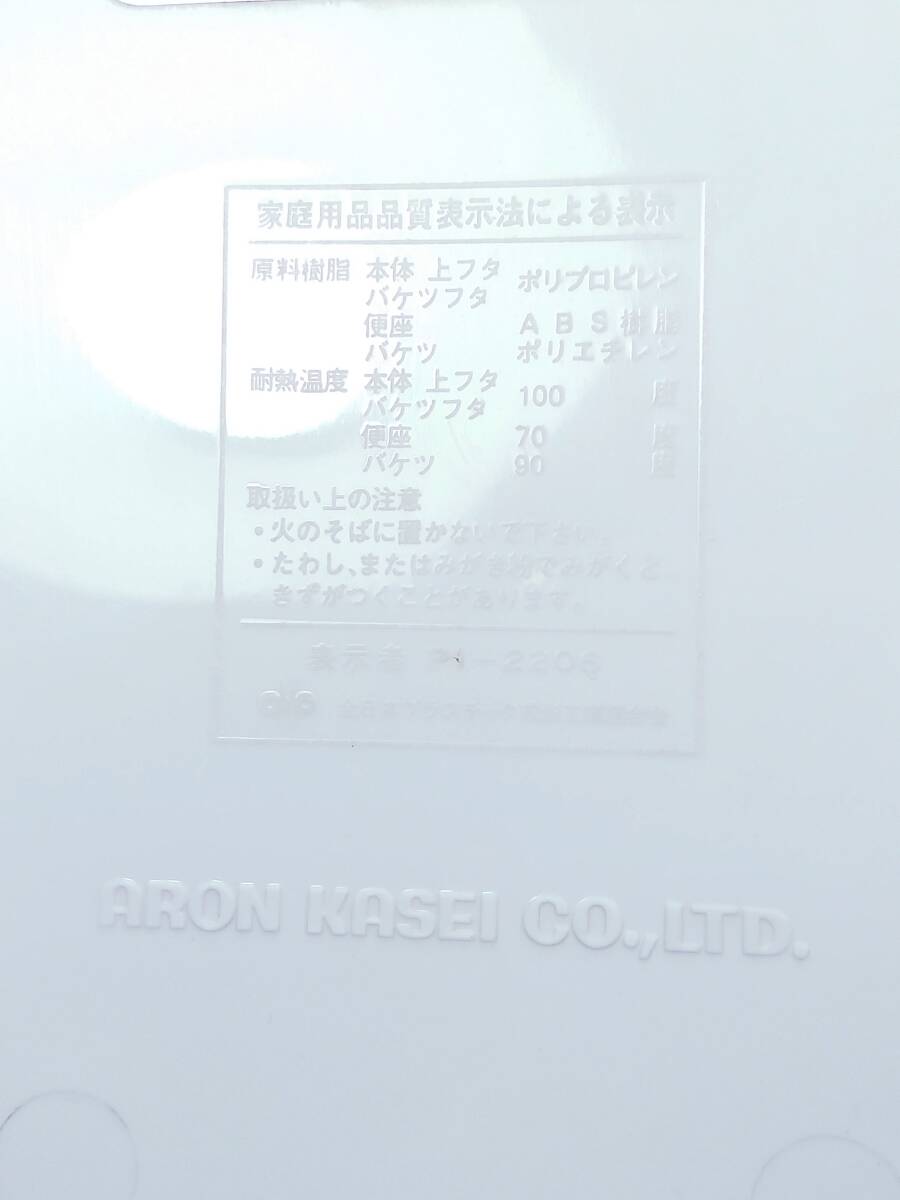 家庭用品品質表示法による表示
原料樹脂 本体 上フタ ポリプロピレン
バケツフタ
便座 ABS樹脂
バケツ ポリエチレン
耐熱温度 本体 上フタ 100 度
バケツフタ
便座 70 度
バケツ 90 度
取扱い上の注意
・火のそばに置かないで下さい。
・たわし、またはみがき粉でみがくと
きずがつくことがあります。
表示者
ARON KASEI CO.,LTD.